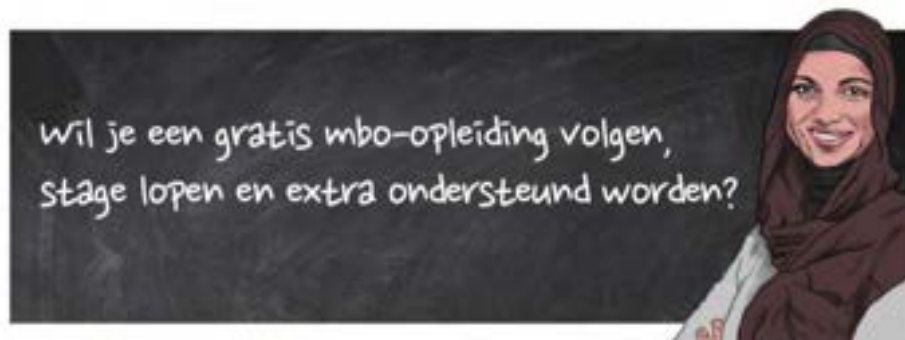 Wil je een gratis mbo-opleiding volgen,
stage lopen en extra ondersteund worden?